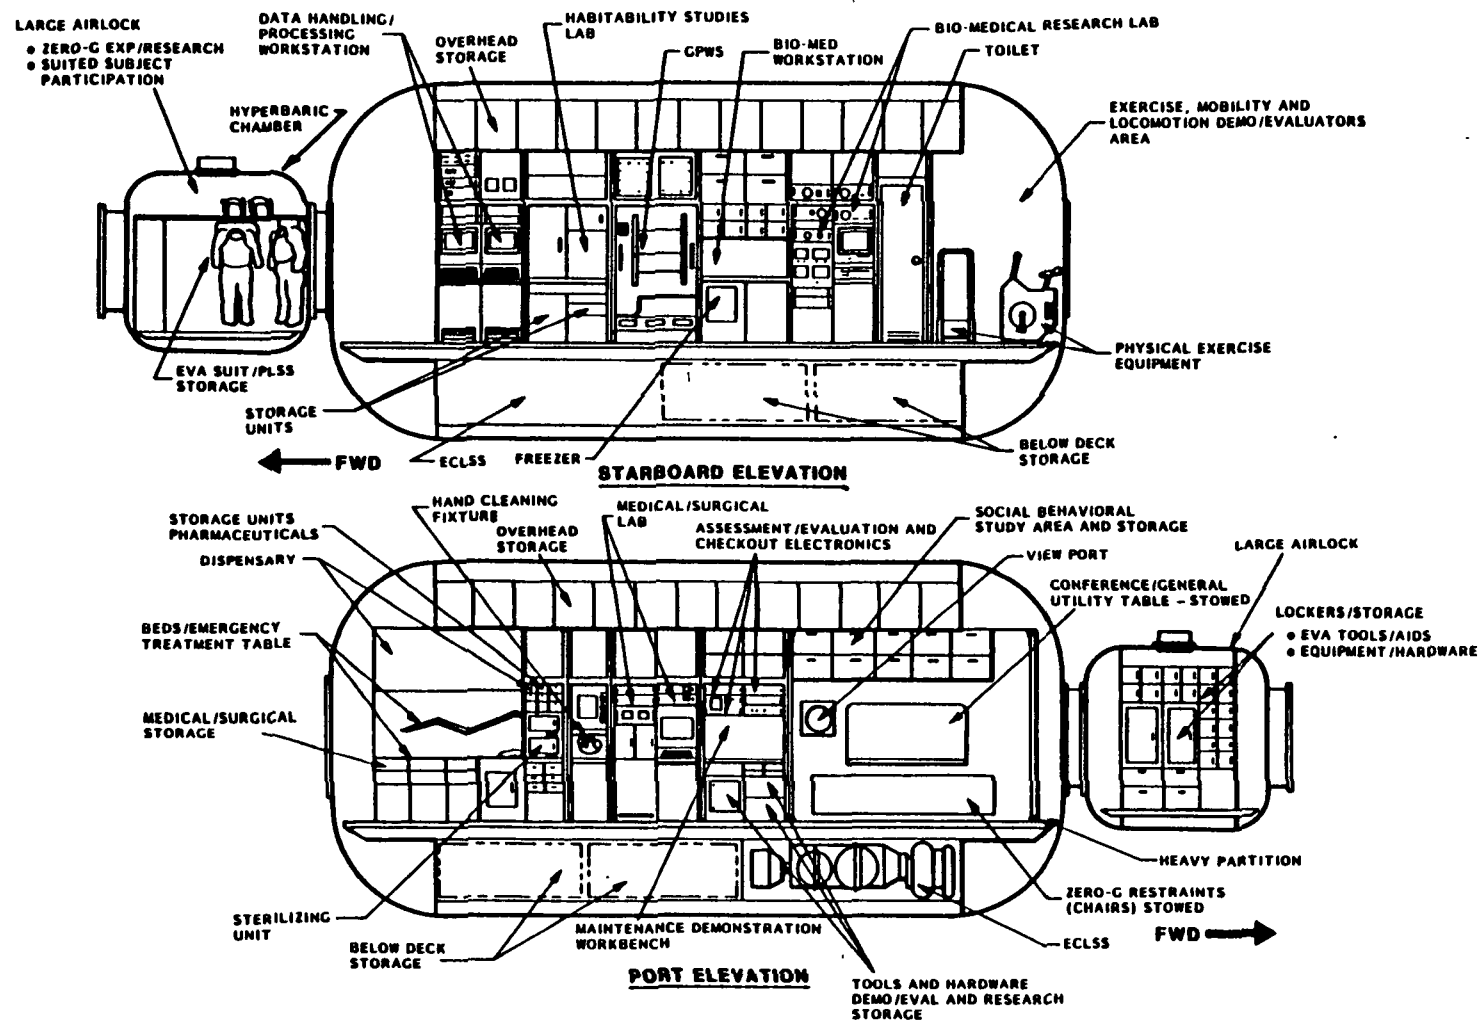 LARGE AIRLOCK
• ZERO-G EXP/RESEARCH
• SUITED SUBJECT
PARTICIPATION
DATA HANDLING/
PROCESSING
WORKSTATION
OVERHEAD
STORAGE
HABITABILITY STUDIES
LAB
GPWS
BIO-MED
WORKSTATION
BIO-MEDICAL RESEARCH LAB
TOILET
HYPERBARIC
CHAMBER
EXERCISE, MOBILITY AND
LOCOMOTION DEMO/EVALUATORS
AREA
EVA SUIT/PLSS
STORAGE
STORAGE
UNITS
PHYSICAL EXERCISE
EQUIPMENT
FWD
ECLSS
FREEZER
BELOW DECK
STORAGE
STARBOARD ELEVATION
STORAGE UNITS
PHARMACEUTICALS
DISPENSARY
HAND CLEANING
FIXTURE
OVERHEAD
STORAGE
MEDICAL/SURGICAL
LAB
ASSESSMENT/EVALUATION AND
CHECKOUT ELECTRONICS
SOCIAL BEHAVIORAL
STUDY AREA AND STORAGE
VIEW PORT
CONFERENCE/GENERAL
UTILITY TABLE - STOWED
LARGE AIRLOCK
LOCKERS/STORAGE
• EVA TOOLS/AIDS
• EQUIPMENT/HARDWARE
BEDS/EMERGENCY
TREATMENT TABLE
MEDICAL/SURGICAL
STORAGE
STERILIZING
UNIT
BELOW DECK
STORAGE
MAINTENANCE DEMONSTRATION
WORKBENCH
HEAVY PARTITION
ZERO-G RESTRAINTS
(CHAIRS) STOWED
ECLSS
FWD
PORT ELEVATION
TOOLS AND HARDWARE
DEMO/EVAL AND RESEARCH
STORAGE